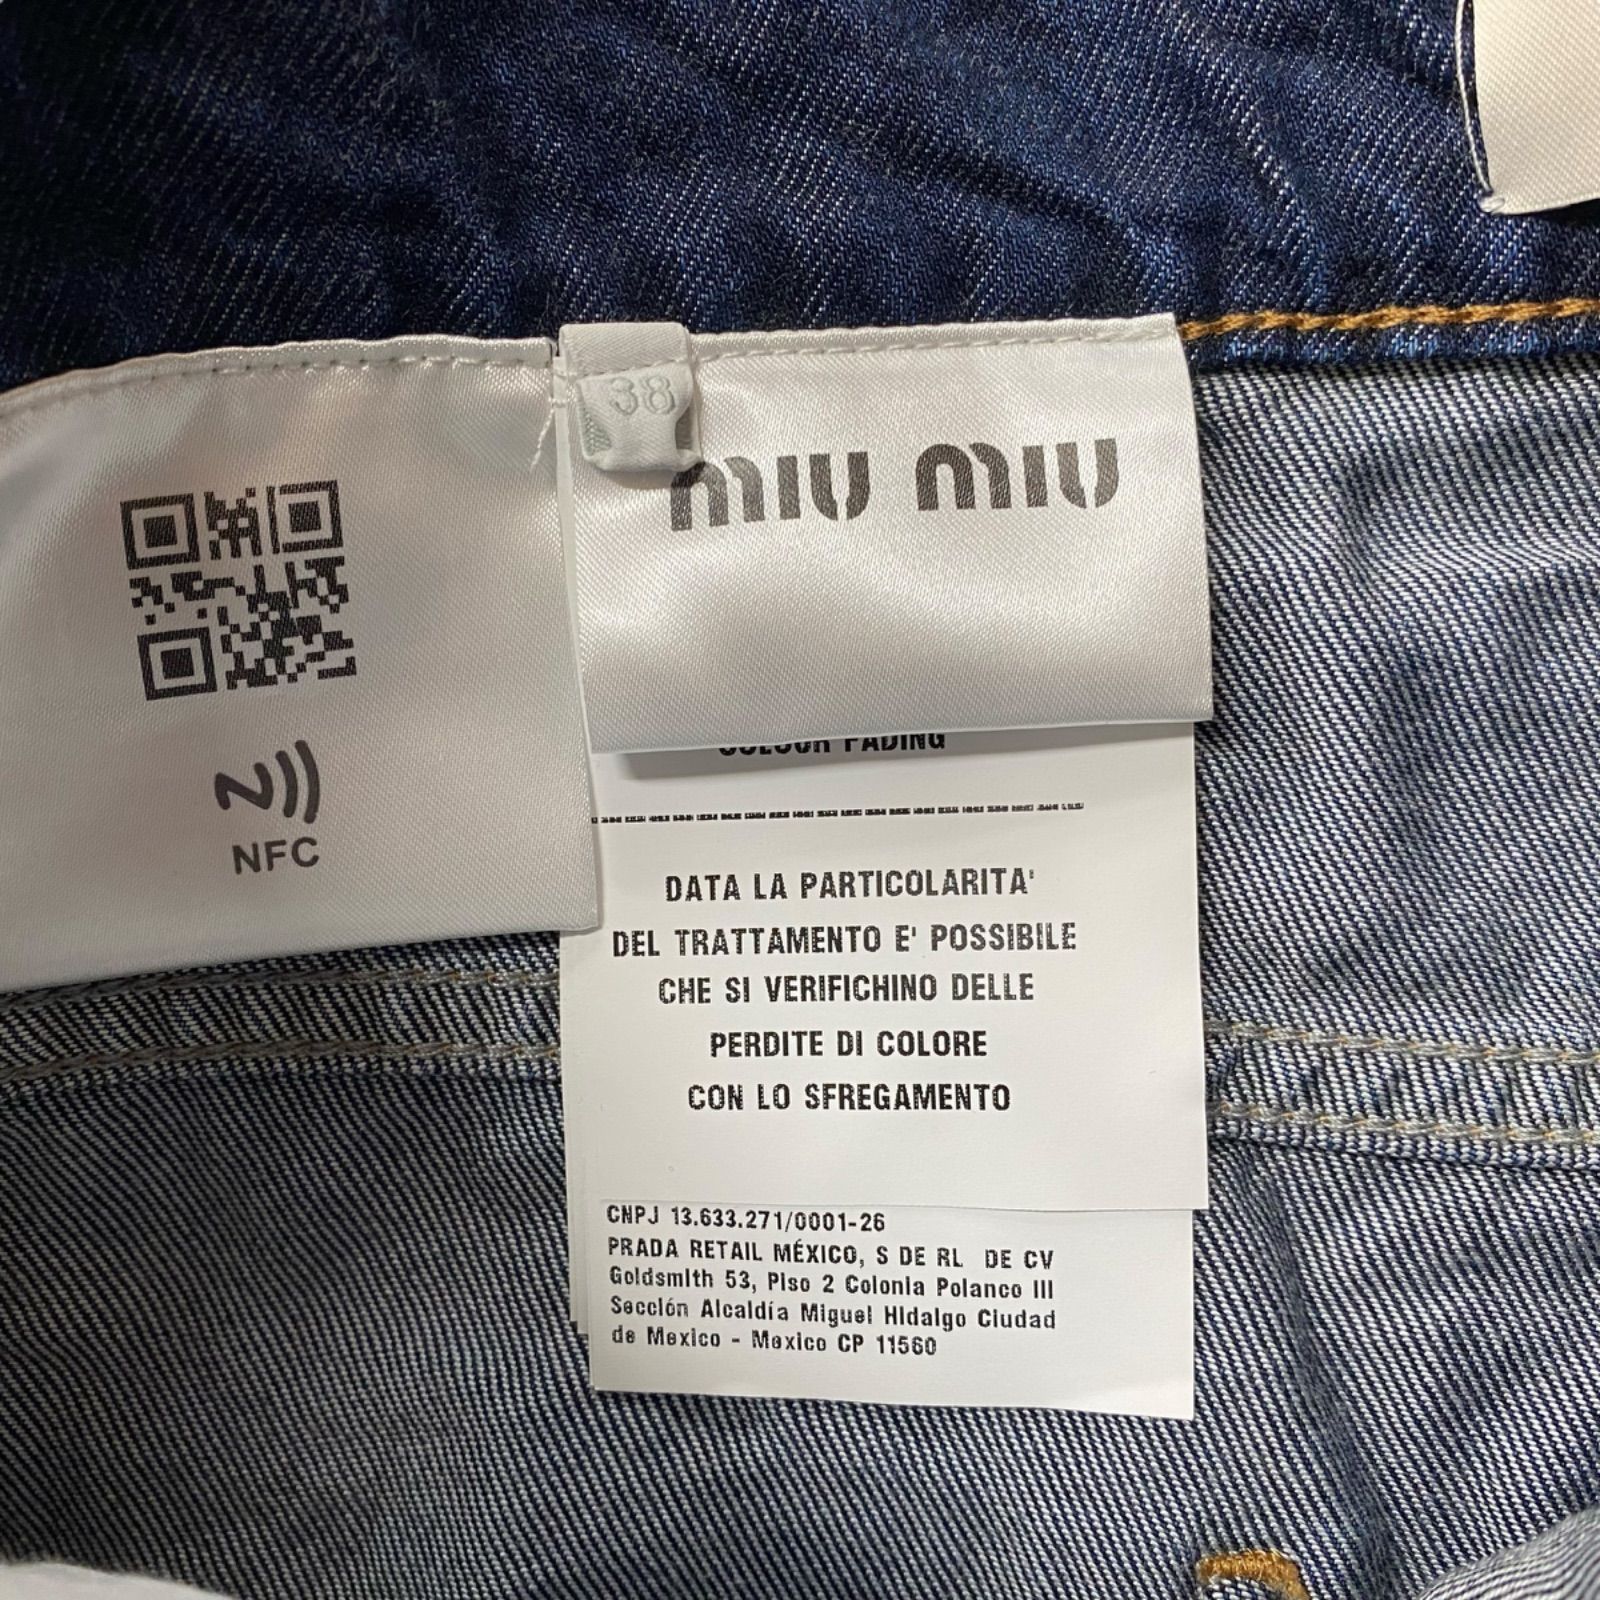 38
MIU MIU
NFC
COLOUR FADING
DATA LA PARTICOLARITA'
DEL TRATTAMENTO E' POSSIBILE
CHE SI VERIFICHINO DELLE
PERDITE DI COLORE
CON LO SFREGAMENTO
CNPJ 13.633.271/0001-26
PRADA RETAIL MÉXICO, S DE RL DE CV
Goldsmith 53, Piso 2 Colonia Polanco III
Sección Alcaldía Miguel Hidalgo Ciudad
de Mexico - Mexico CP 11560